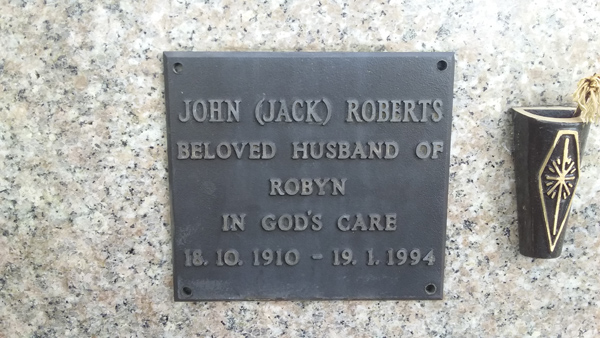 JOHN (JACK) ROBERTS
BELOVED HUSBAND OF
ROBYN
IN GOD'S CARE
18. 10. 1910 - 19. 1. 1994